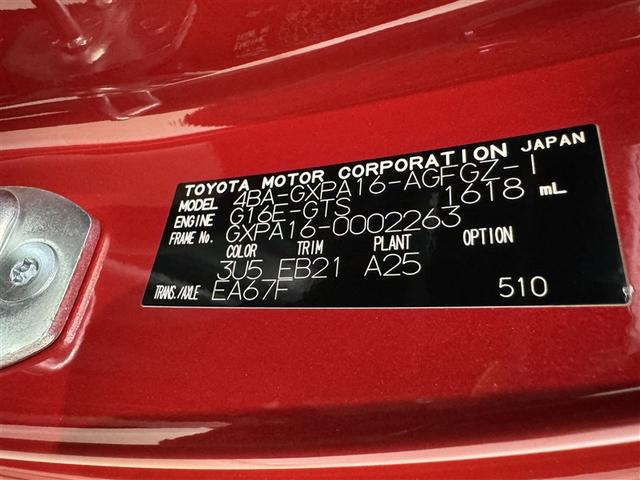 TOYOTA MOTOR CORPORATION JAPAN
MODEL 4BA-GXPA16-AGFGZ-1
ENGINE G16E-GTS 1618 mL
FRAME No. GXPA16-0002263
COLOR TRIM PLANT OPTION
3U5 EB21 A25
TRANS./AXLE EA67F 510